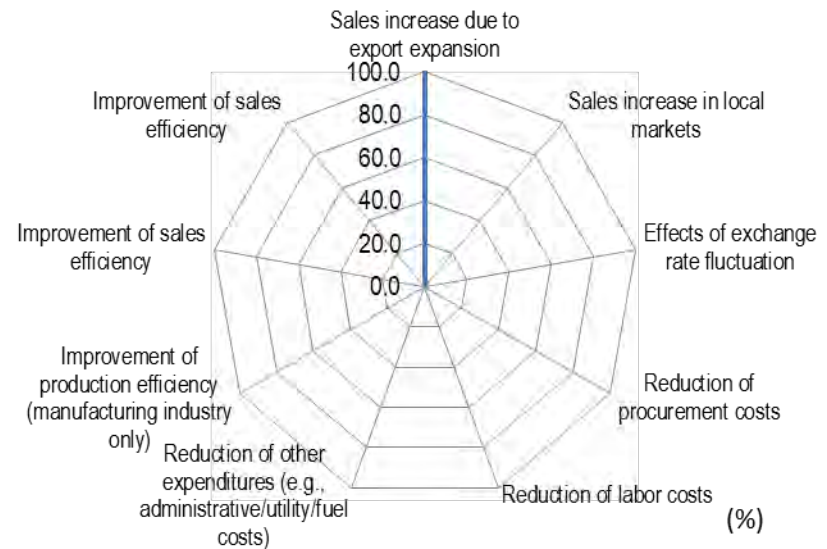 Sales increase due to
export expansion
100.0
80.0
60.0
40.0
20.0
0.0
Sales increase in local
markets
Effects of exchange
rate fluctuation
Reduction of
procurement costs
Reduction of labor costs
(%)
Reduction of other
expenditures (e.g.,
administrative/utility/fuel
costs)
Improvement of
production efficiency
(manufacturing industry
only)
Improvement of sales
efficiency
Improvement of sales
efficiency